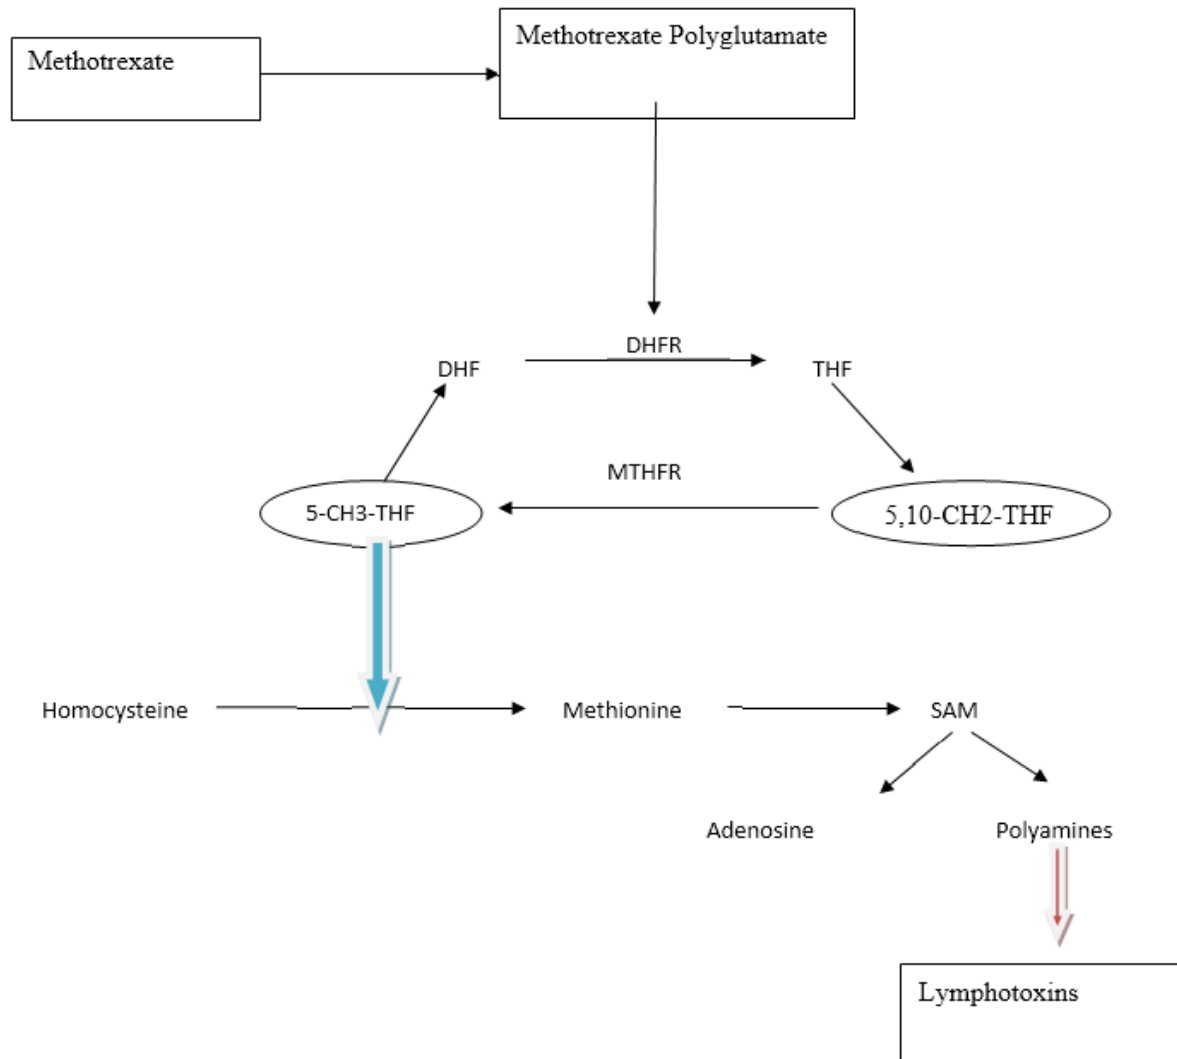 Methotrexate
Methotrexate Polyglutamate
DHFR
DHF
THF
MTHFR
5-CH3-THF
5,10-CH2-THF
Homocysteine
Methionine
SAM
Adenosine
Polyamines
Lymphotoxins